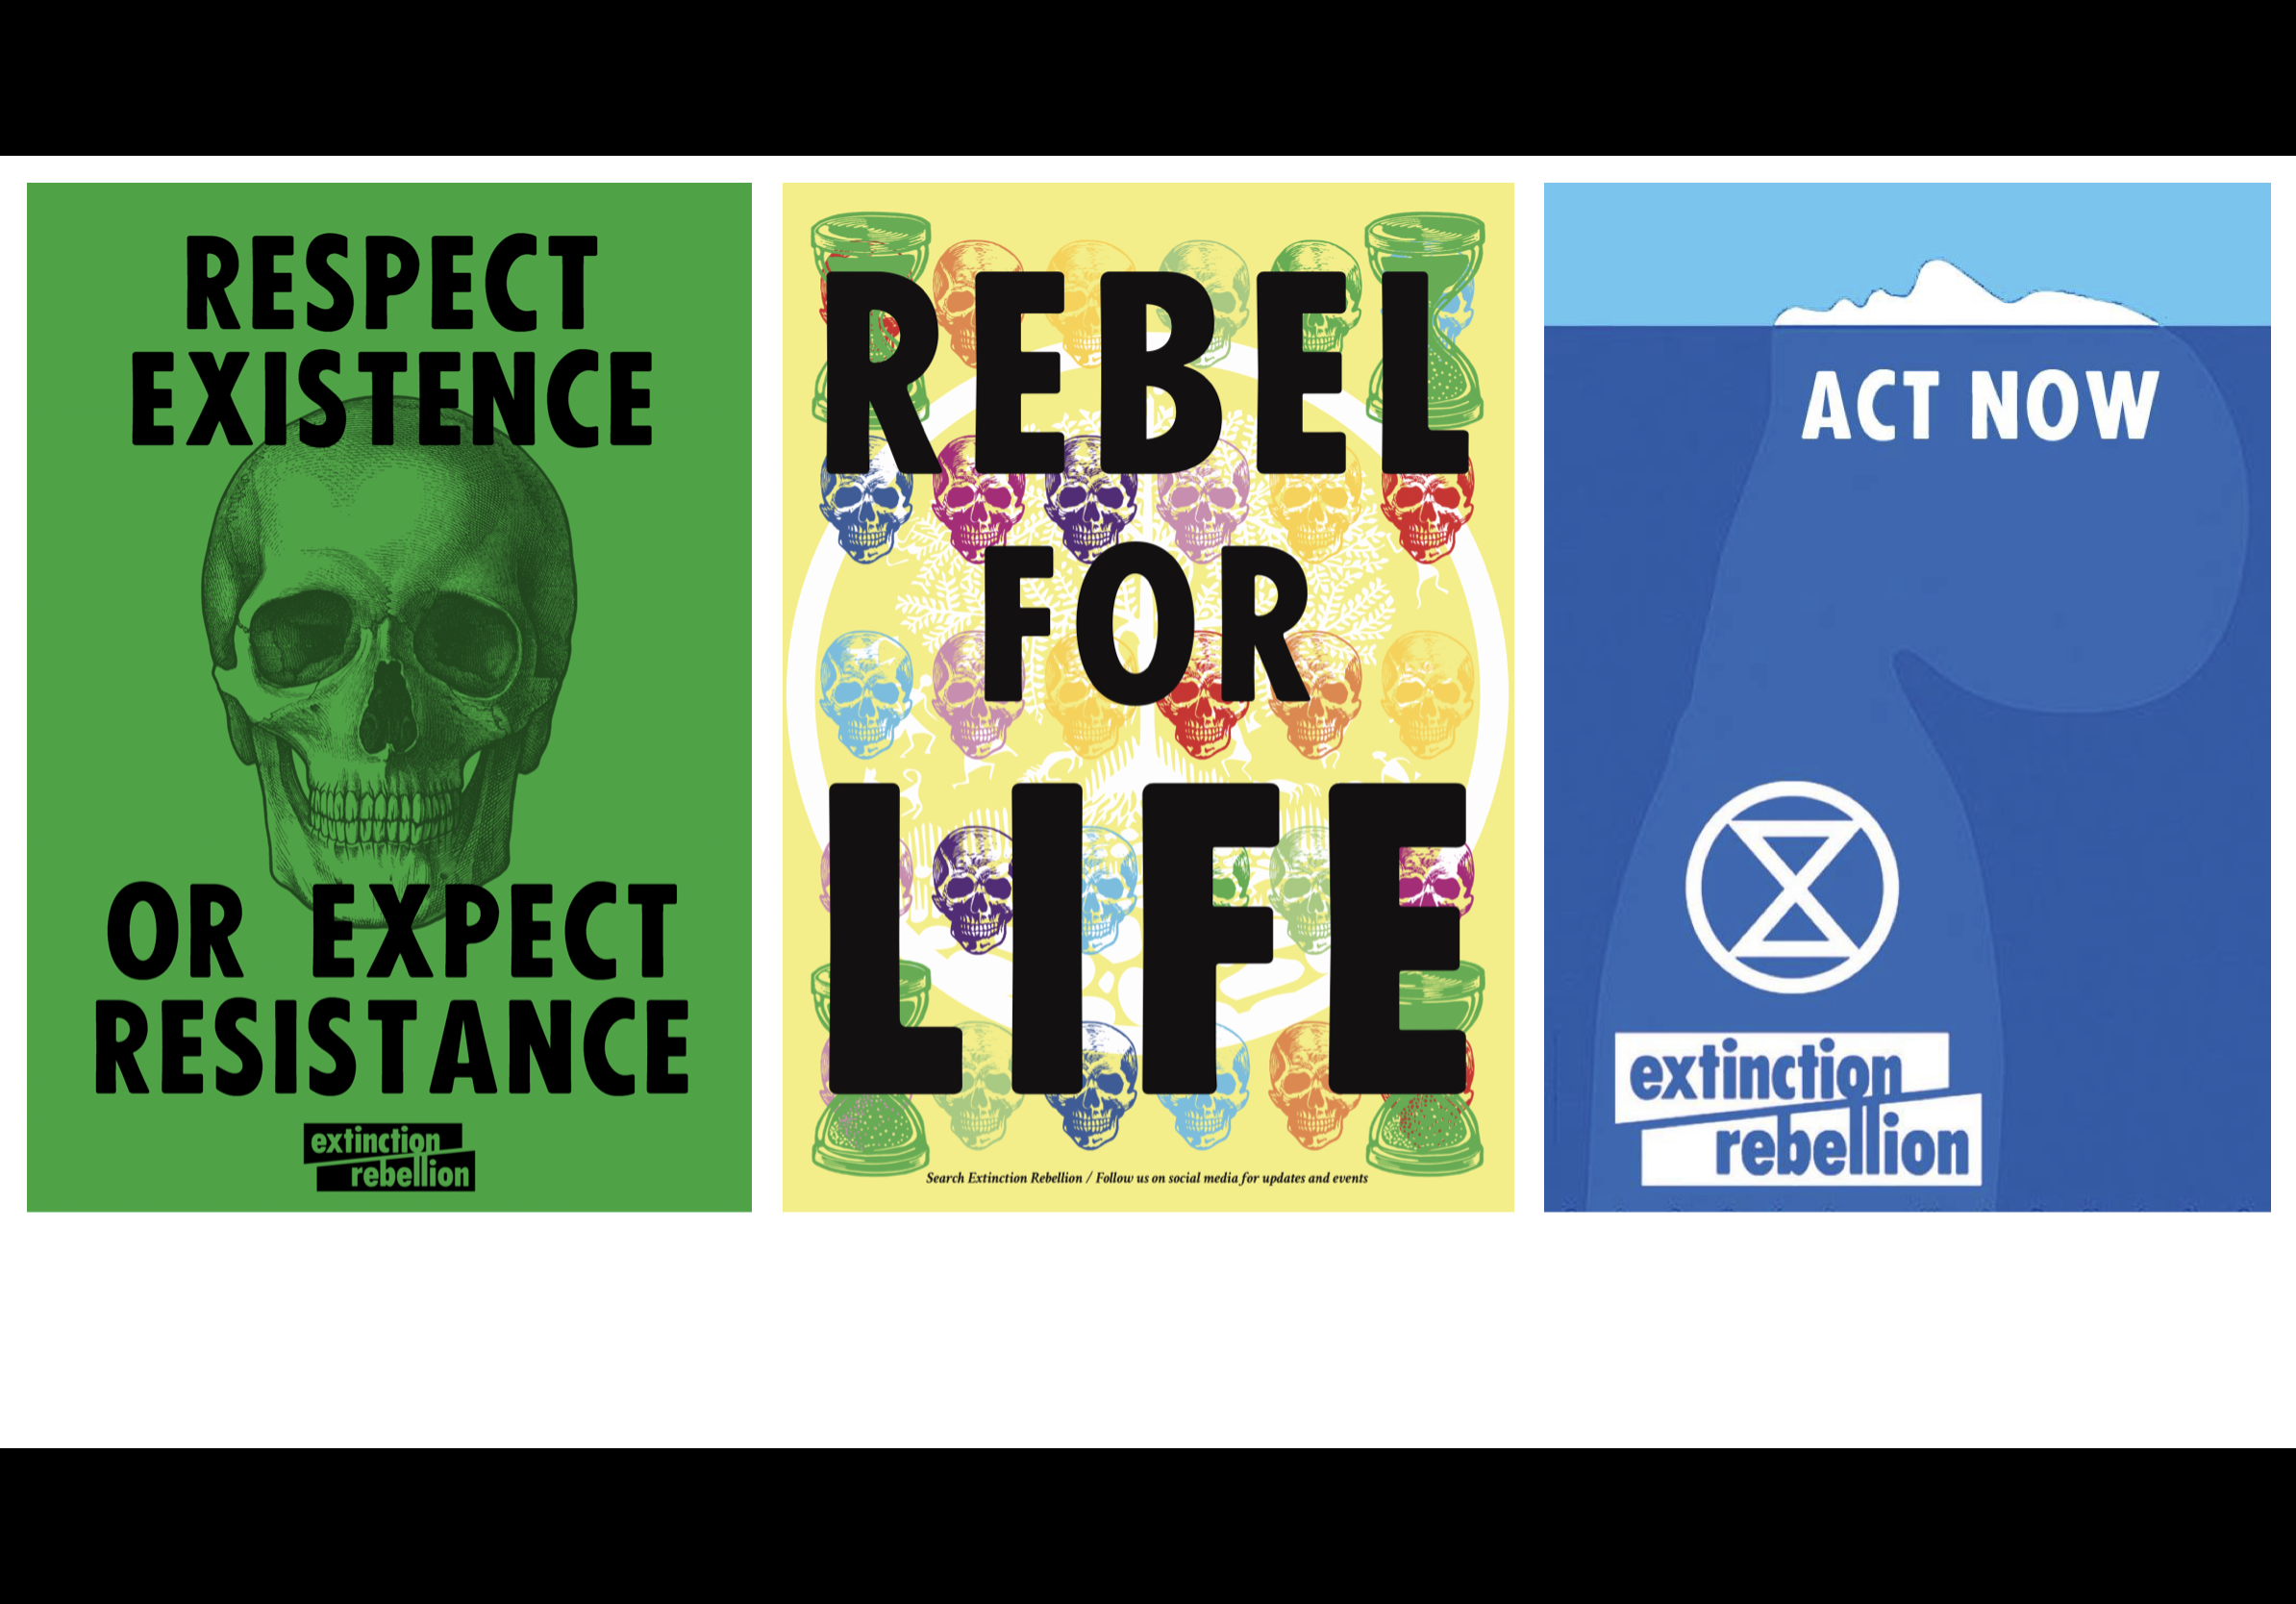 RESPECT
EXISTENCE
OR EXPECT
RESISTANCE
extinction
rebellion
REBEL
FOR
LIFE
Search Extinction Rebellion / Follow us on social media for updates and events
ACT NOW
extinction
rebellion